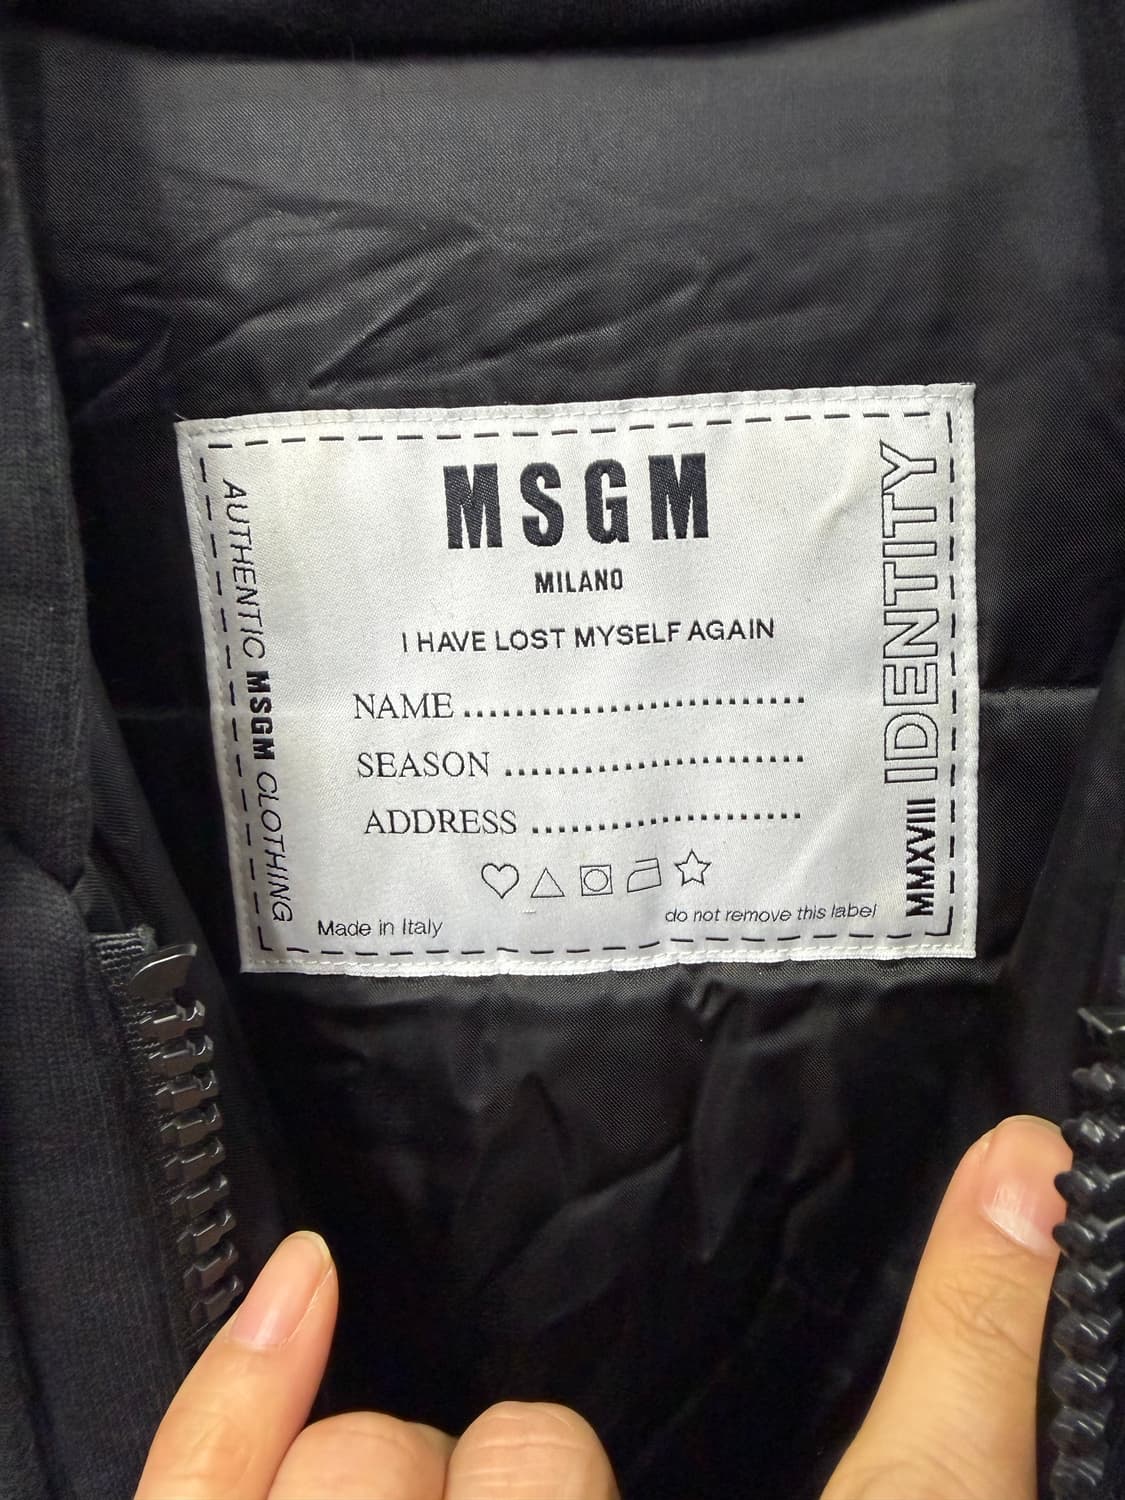 MSGM
MILANO
I HAVE LOST MYSELF AGAIN
NAME ..........................
SEASON .......................
ADDRESS .....................
Made in Italy
do not remove this label
AUTHENTIC MSGM CLOTHING
MMXVIII IDENTITY